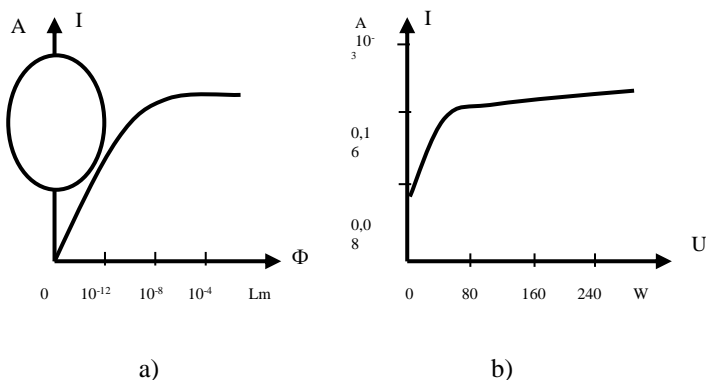 A I
Φ
0 10⁻¹² 10⁻⁸ 10⁻⁴ Lm
a)
A I
10⁻
3
0,1
6
0,0
8
U
0 80 160 240 W
b)